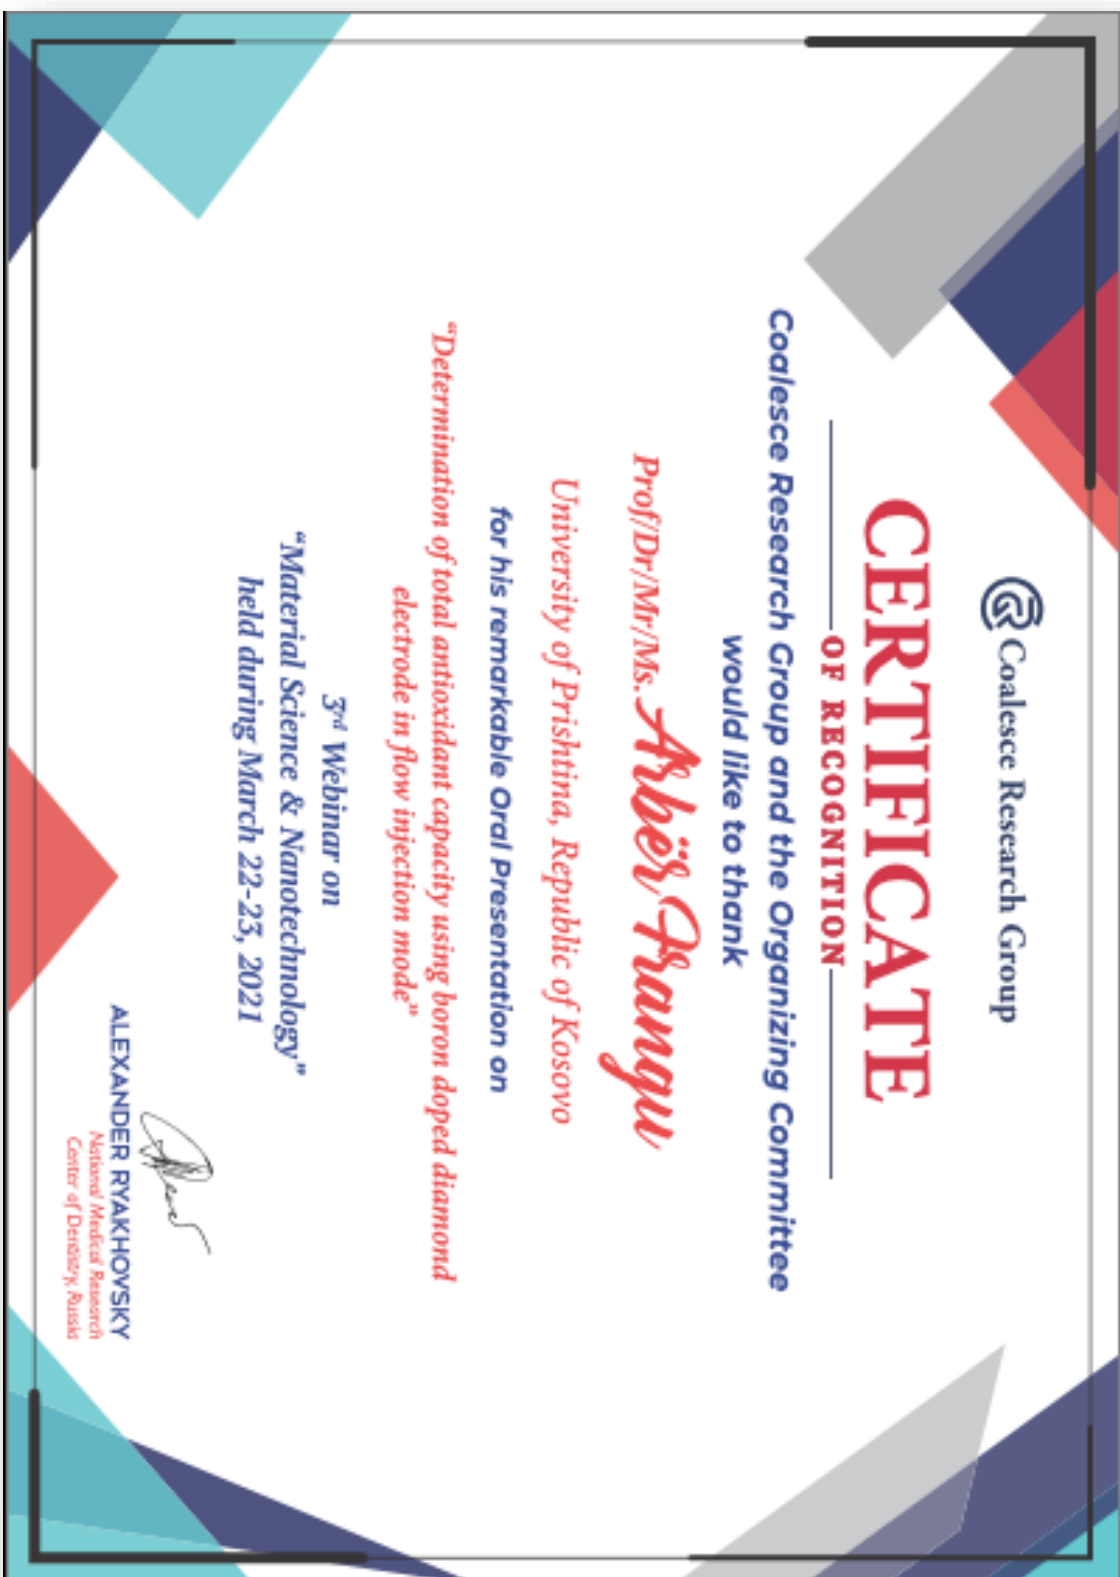 Coalesce Research Group
CERTIFICATE
OF RECOGNITION
Coalesce Research Group and the Organizing Committee
would like to thank
Prof/Dr/Mr/Ms. Arbër Frangu
University of Prishtina, Republic of Kosovo
for his remarkable Oral Presentation on
“Determination of total antioxidant capacity using boron doped diamond
electrode in flow injection mode”
3rd Webinar on
“Material Science & Nanotechnology”
held during March 22-23, 2021
ALEXANDER RYAKHOVSKY
National Medical Research
Center of Dentistry, Russia